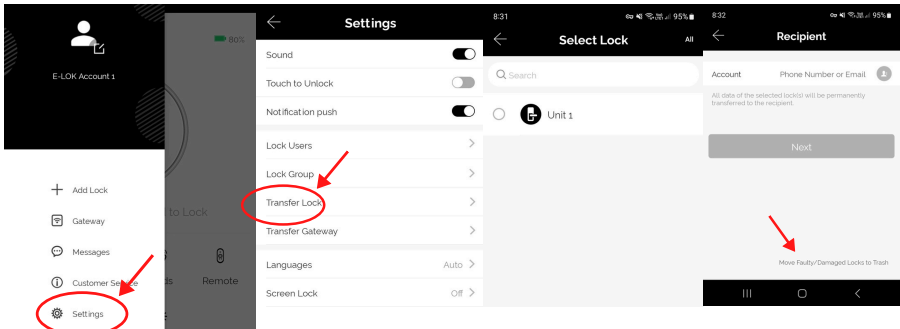 E-LOK Account 1
Add Lock
Gateway
Messages
Customer Service
Settings
80%
to Lock
ds
Remote
Settings
Sound
Touch to Unlock
Notification push
Lock Users
Lock Group
Transfer Lock
Transfer Gateway
Languages Auto
Screen Lock Off
8:31 95%
Select Lock All
Search
Unit 1
8:32 95%
Recipient
Account Phone Number or Email
All data of the selected lock(s) will be permanently
transferred to the recipient.
Next
Move Faulty/Damaged Locks to Trash